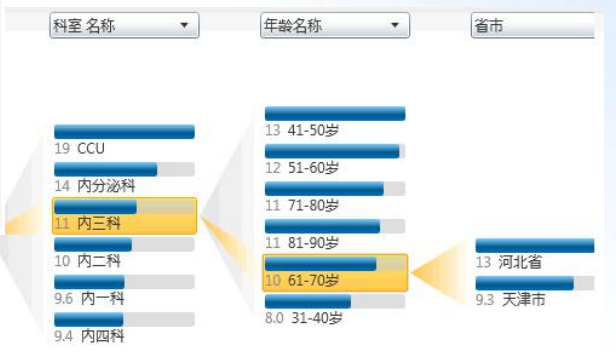 科室 名称
年龄名称
省市
19 CCU
14 内分泌科
11 内三科
10 内二科
9.6 内一科
9.4 内四科
13 41-50岁
12 51-60岁
11 71-80岁
11 81-90岁
10 61-70岁
8.0 31-40岁
13 河北省
9.3 天津市